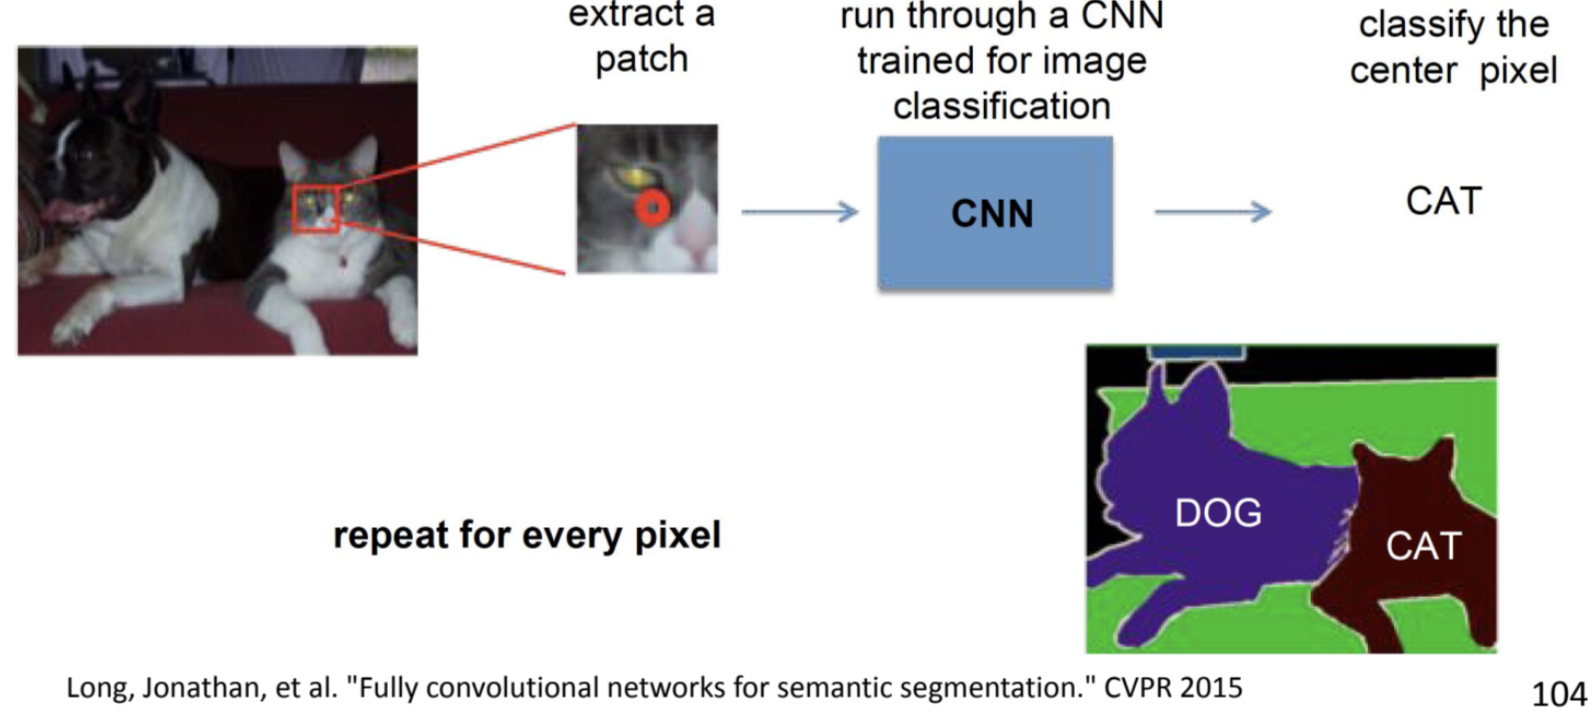 extract a
patch
run through a CNN
trained for image
classification
classify the
center pixel
CNN
CAT
DOG
CAT
repeat for every pixel
Long, Jonathan, et al. "Fully convolutional networks for semantic segmentation." CVPR 2015
104